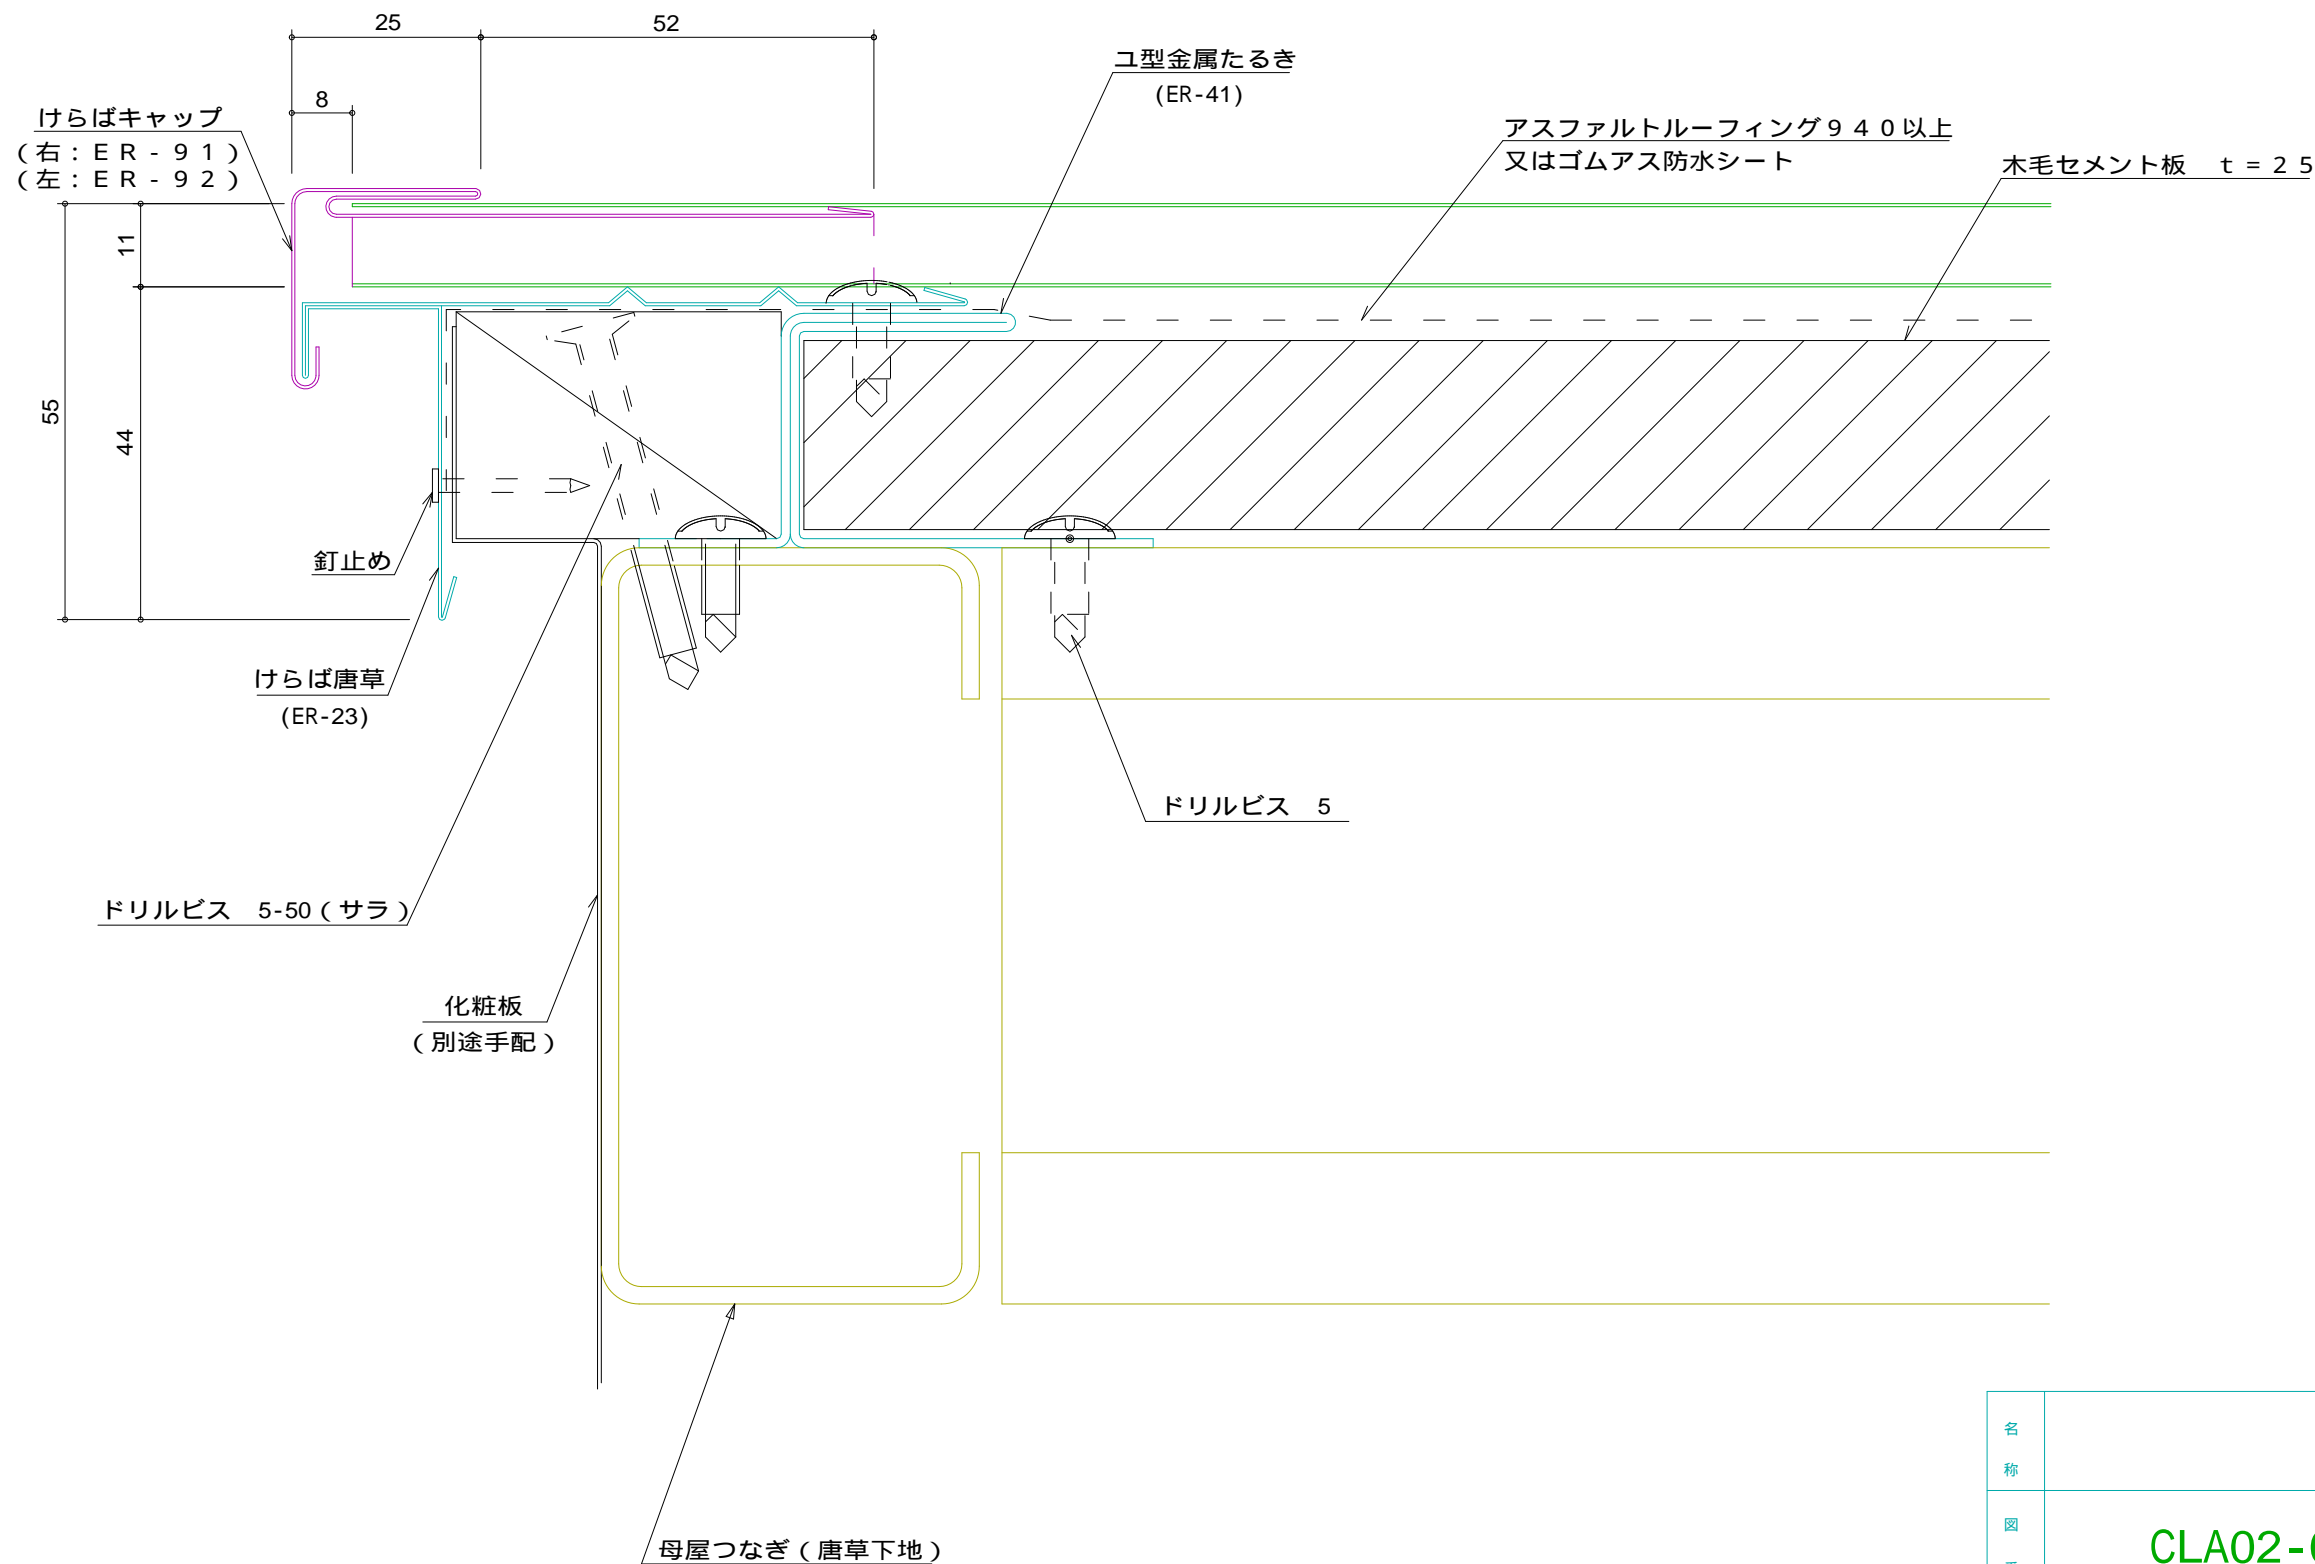 25
52
8
コ型金属たるき
(ER-41)
けらばキャップ
(右:ER-91)
(左:ER-92)
アスファルトルーフィング940以上
又はゴムアス防水シート
木毛セメント板 t=25
11
55
44
釘止め
けらば唐草
(ER-23)
ドリルビス 5
ドリルビス 5-50(サラ)
化粧板
(別途手配)
母屋つなぎ(唐草下地)
名
称
図
CLA02-